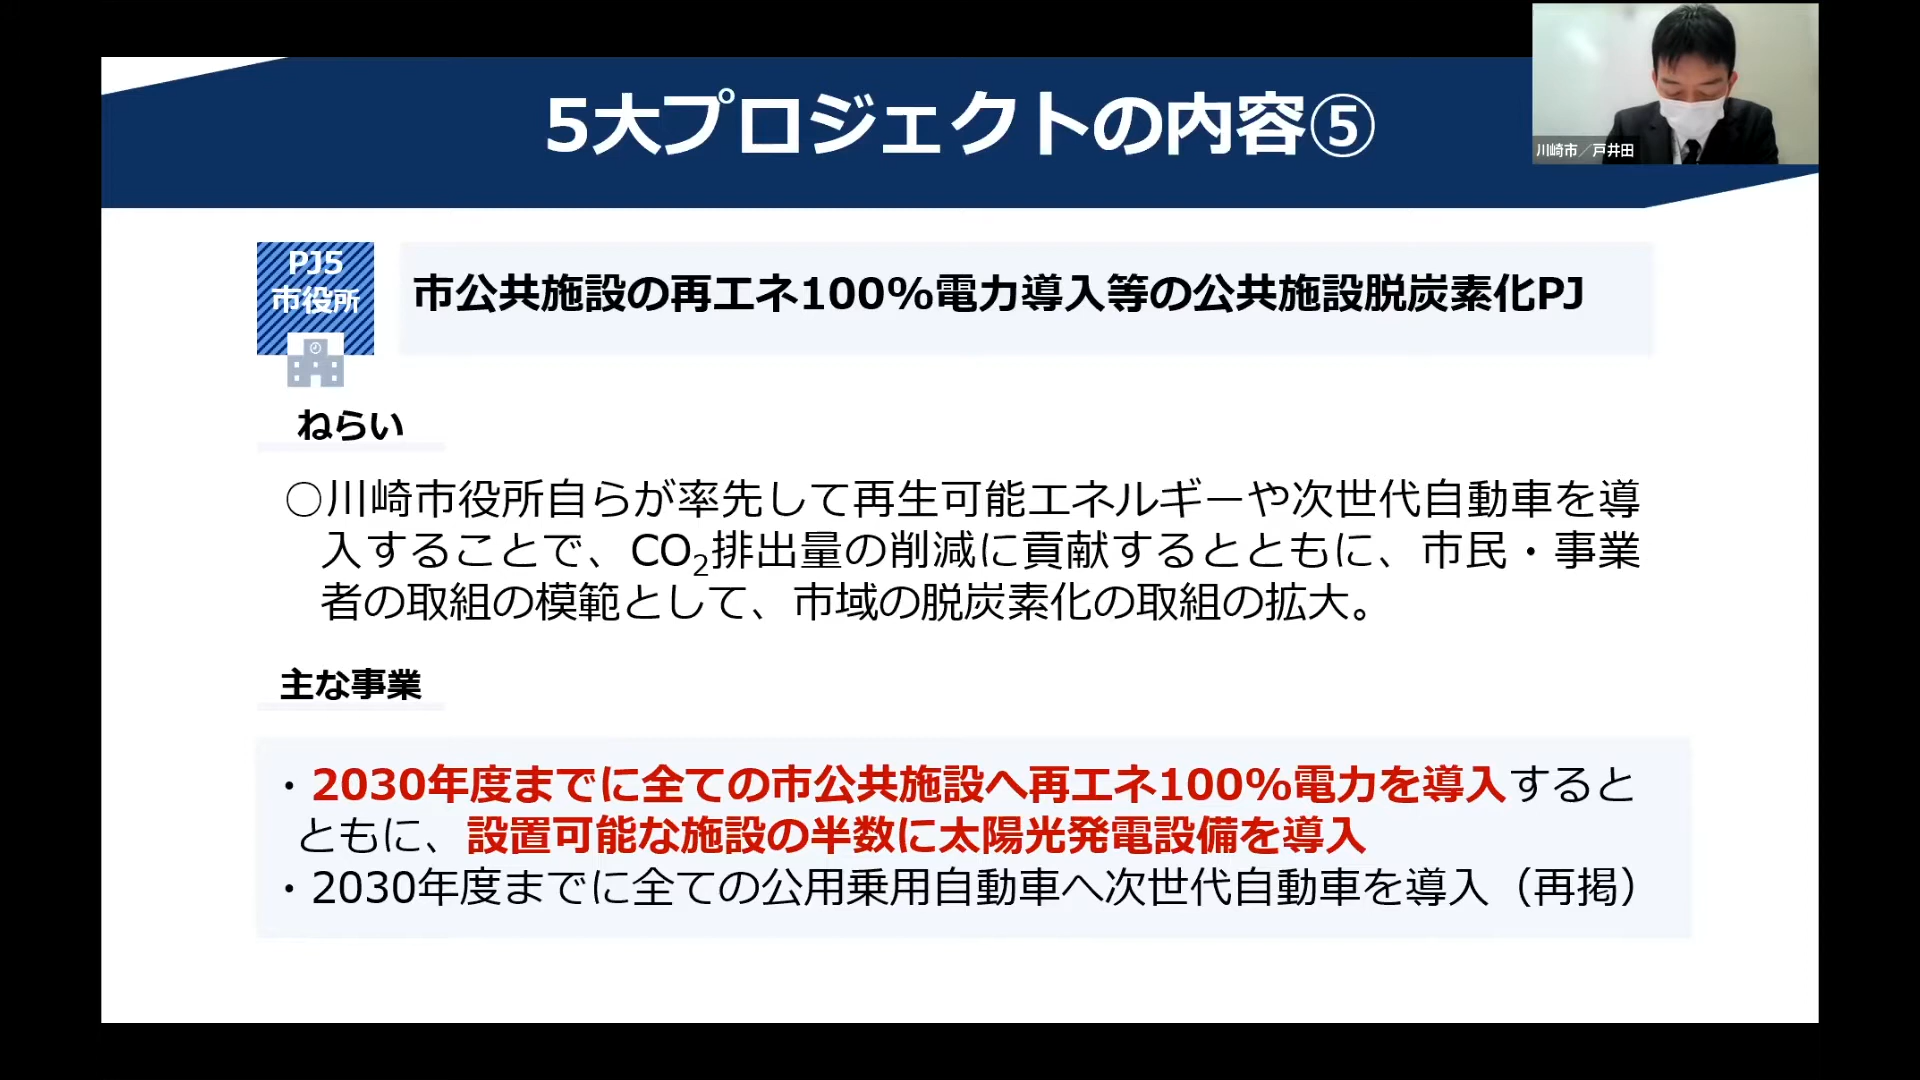 5大プロジェクトの内容⑤
川崎市／戸井田
PJ5
市役所
市公共施設の再エネ100%電力導入等の公共施設脱炭素化PJ
ねらい
○川崎市役所自らが率先して再生可能エネルギーや次世代自動車を導
入することで、CO₂排出量の削減に貢献するとともに、市民・事業
者の取組の模範として、市域の脱炭素化の取組の拡大。
主な事業
・2030年度までに全ての市公共施設へ再エネ100%電力を導入すると
ともに、設置可能な施設の半数に太陽光発電設備を導入
・2030年度までに全ての公用乗用自動車へ次世代自動車を導入（再掲）